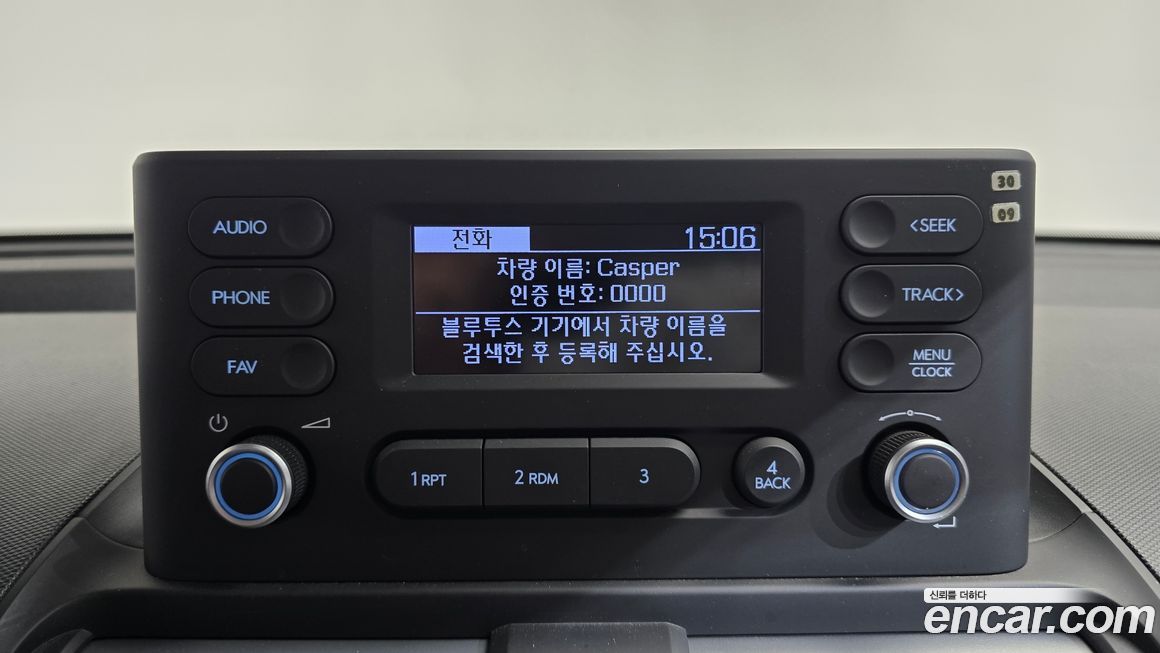 AUDIO
PHONE
FAV
전화 15:06
차량 이름: Casper
인증 번호: 0000
블루투스 기기에서 차량 이름을
검색한 후 등록해 주십시오.
<SEEK
TRACK>
MENU
CLOCK
30
09
1 RPT
2 RDM
3
4
BACK
신뢰를 더하다
encar.com